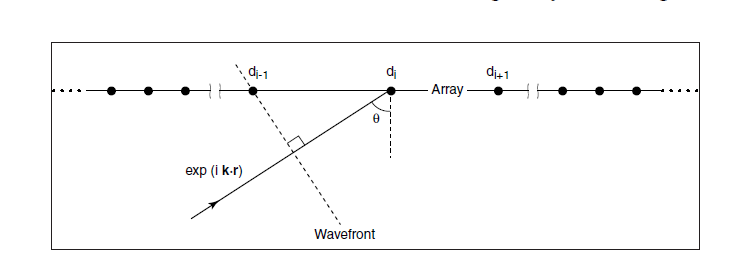 d_{i-1} d_i d_{i+1}
Array
θ
exp (i k·r)
Wavefront